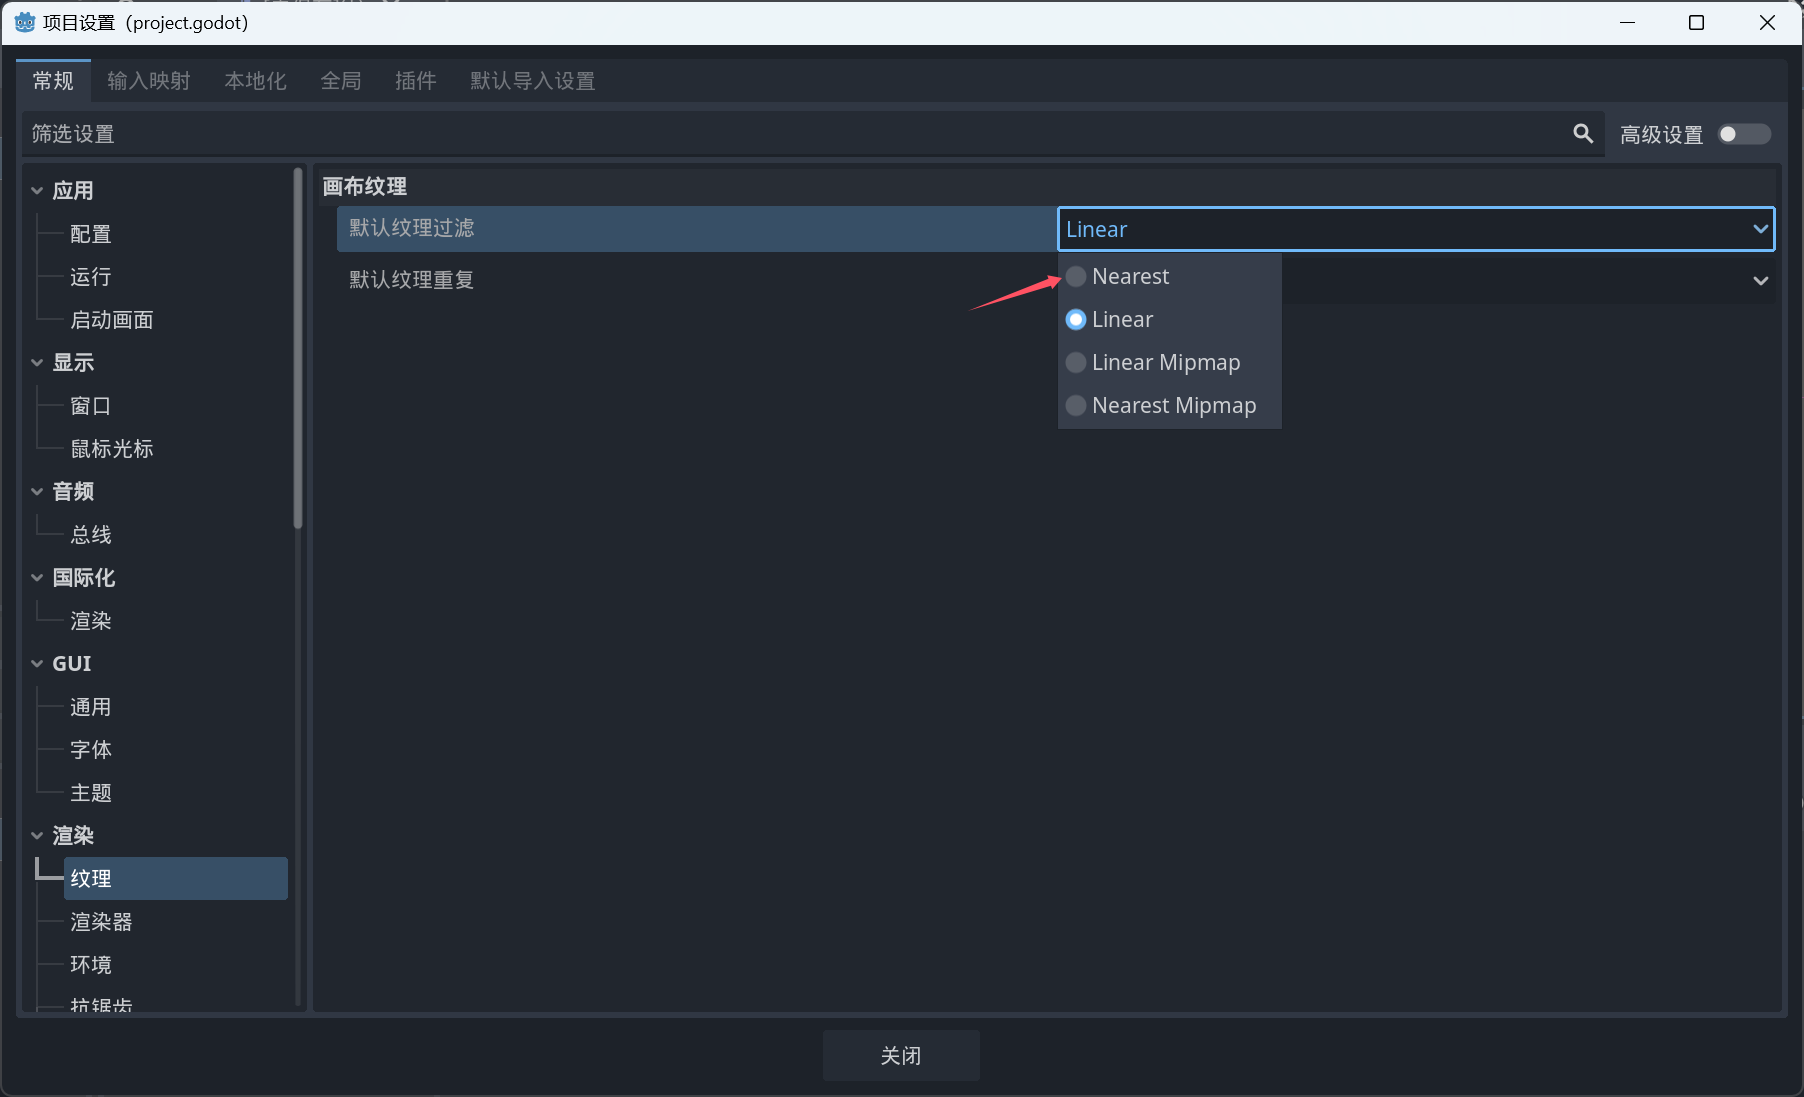 项目设置（project.godot）
常规 输入映射 本地化 全局 插件 默认导入设置
筛选设置
高级设置
应用
配置
运行
启动画面
显示
窗口
鼠标光标
音频
总线
国际化
渲染
GUI
通用
字体
主题
渲染
纹理
渲染器
环境
抗锯齿
画布纹理
默认纹理过滤
Linear
默认纹理重复
Nearest
Linear
Linear Mipmap
Nearest Mipmap
关闭